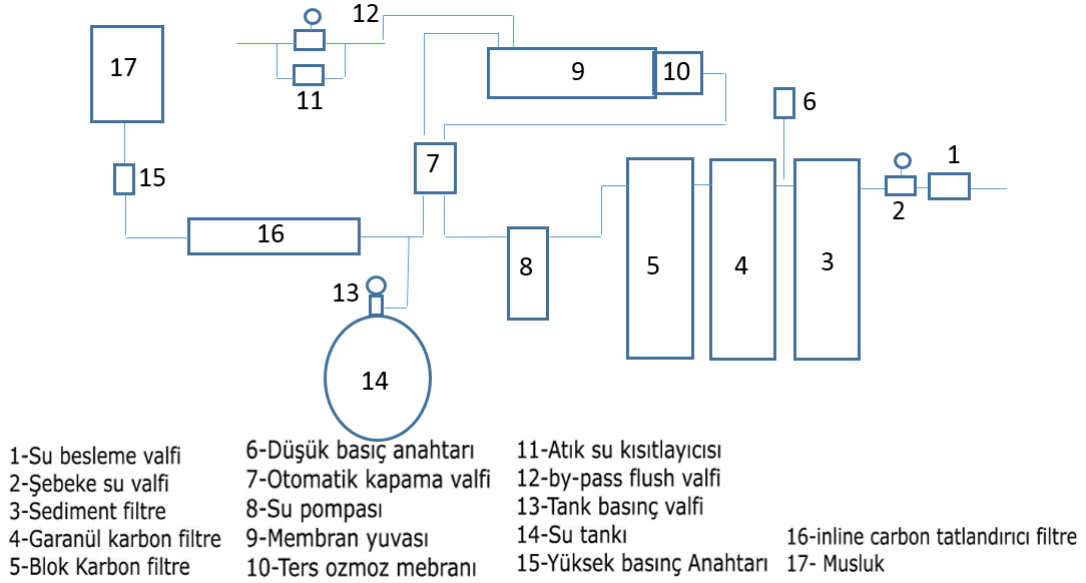 12
17
9
10
11
6
1
7
15
2
16
5
4
3
8
13
14
1-Su besleme valfi
2-Şebeke su valfi
3-Sediment filtre
4-Garanül karbon filtre
5-Blok Karbon filtre
6-Düşük basıç anahtarı
7-Otomatik kapama valfi
8-Su pompası
9-Membran yuvası
10-Ters ozmoz mebranı
11-Atık su kısıtlayıcısı
12-by-pass flush valfi
13-Tank basınç valfi
14-Su tankı
15-Yüksek basınç Anahtarı
16-inline carbon tatlandırıcı filtre
17- Musluk